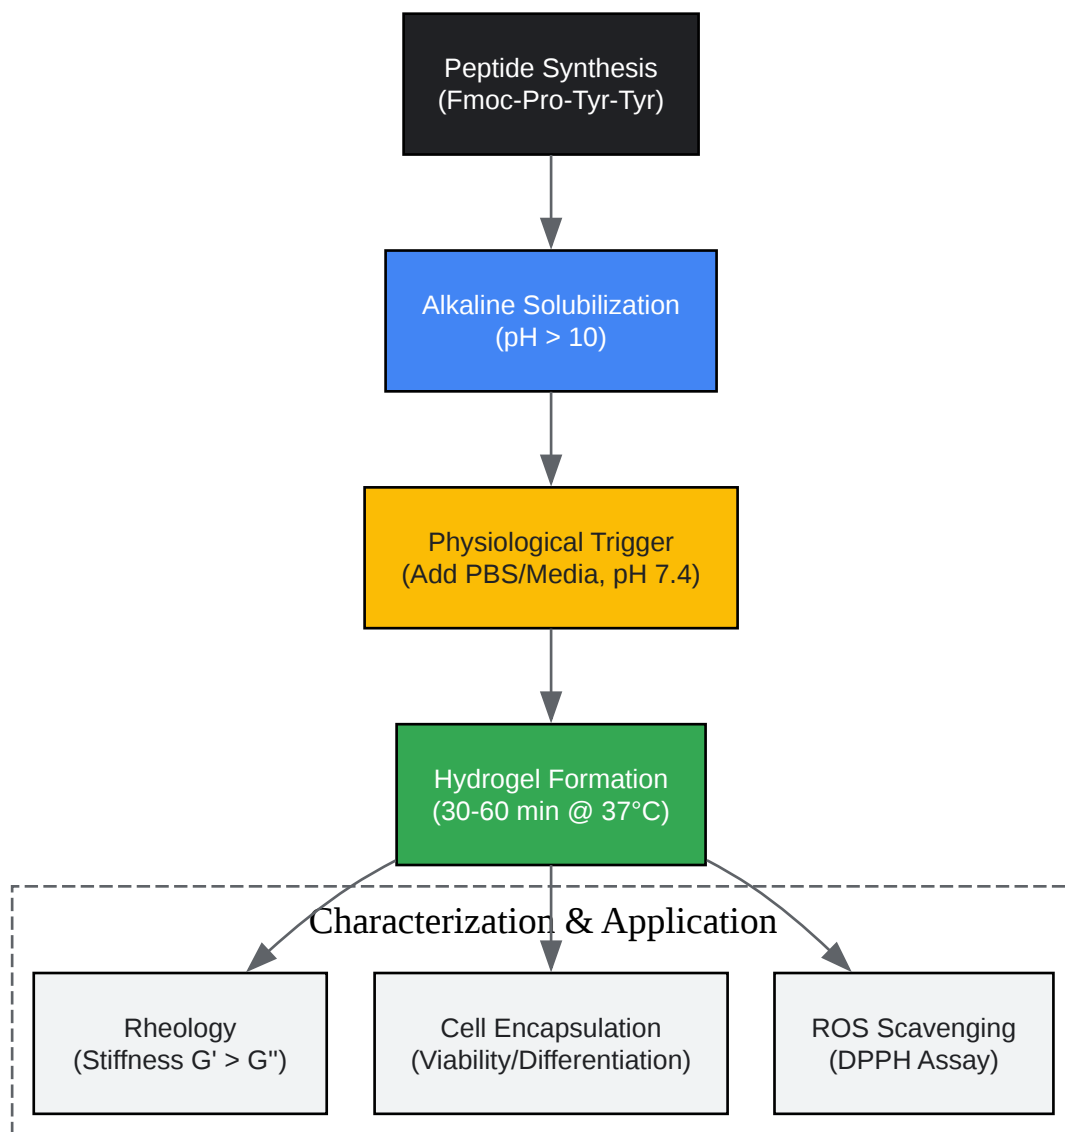 Peptide Synthesis
(Fmoc-Pro-Tyr-Tyr)
Alkaline Solubilization
(pH > 10)
Physiological Trigger
(Add PBS/Media, pH 7.4)
Hydrogel Formation
(30-60 min @ 37°C)
Characterization & Application
Rheology
(Stiffness G' > G'')
Cell Encapsulation
(Viability/Differentiation)
ROS Scavenging
(DPPH Assay)